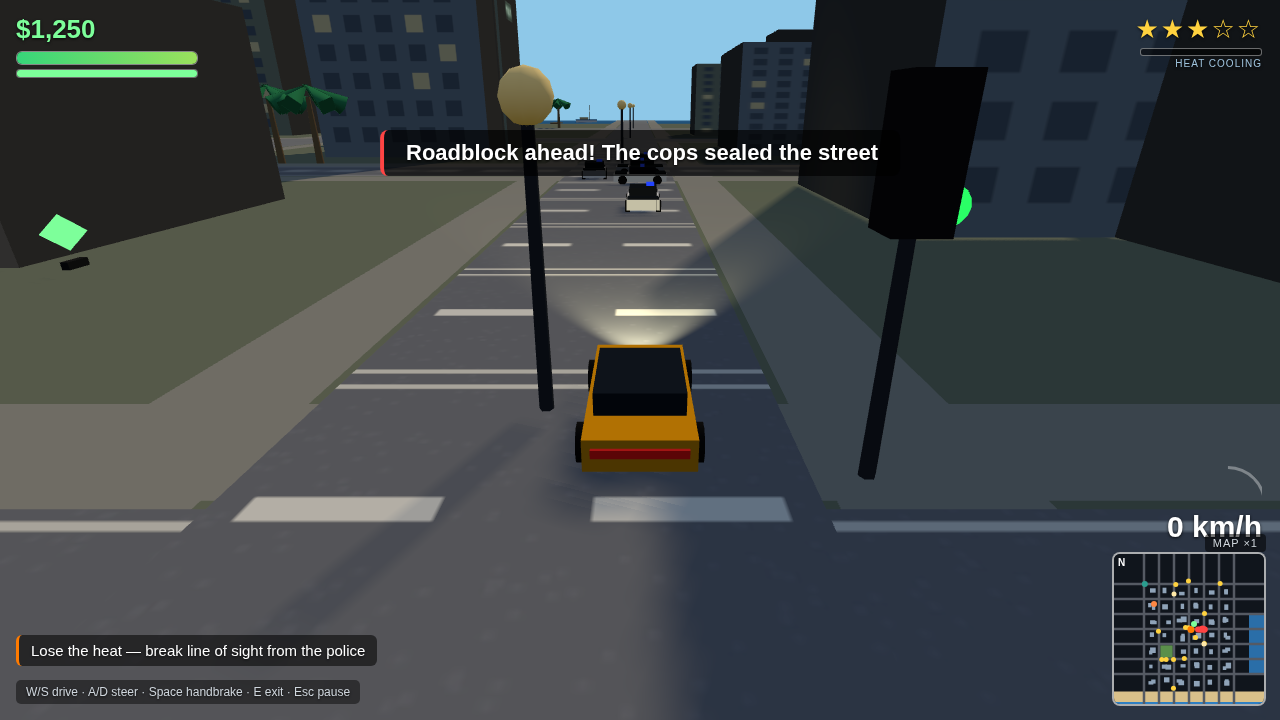 $1,250
★★★☆☆
HEAT COOLING
Roadblock ahead! The cops sealed the street
0 km/h
MAP ×1
N
Lose the heat — break line of sight from the police
W/S drive · A/D steer · Space handbrake · E exit · Esc pause